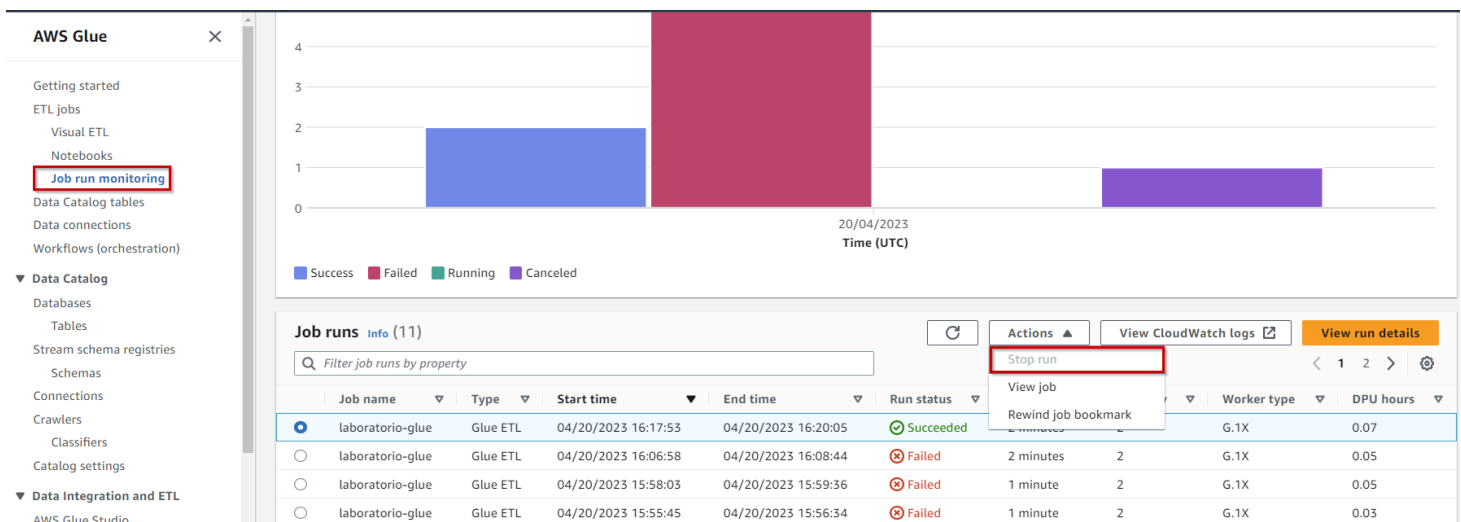 AWS Glue
Getting started
ETL jobs
Visual ETL
Notebooks
Job run monitoring
Data Catalog tables
Data connections
Workflows (orchestration)
Data Catalog
Databases
Tables
Stream schema registries
Schemas
Connections
Crawlers
Classifiers
Catalog settings
Data Integration and ETL
AWS Glue Studio
4
3
2
1
0
20/04/2023
Time (UTC)
Success Failed Running Canceled
Job runs Info (11)
Actions View CloudWatch logs View run details
Filter job runs by property
Stop run
View job
Rewind job bookmark
1 2
Job name Type Start time End time Run status Worker type DPU hours
laboratorio-glue Glue ETL 04/20/2023 16:17:53 04/20/2023 16:20:05 Succeeded 2 minutes 2 G.1X 0.07
laboratorio-glue Glue ETL 04/20/2023 16:06:58 04/20/2023 16:08:44 Failed 2 minutes 2 G.1X 0.05
laboratorio-glue Glue ETL 04/20/2023 15:58:03 04/20/2023 15:59:36 Failed 1 minute 2 G.1X 0.05
laboratorio-glue Glue ETL 04/20/2023 15:55:45 04/20/2023 15:56:34 Failed 1 minute 2 G.1X 0.03